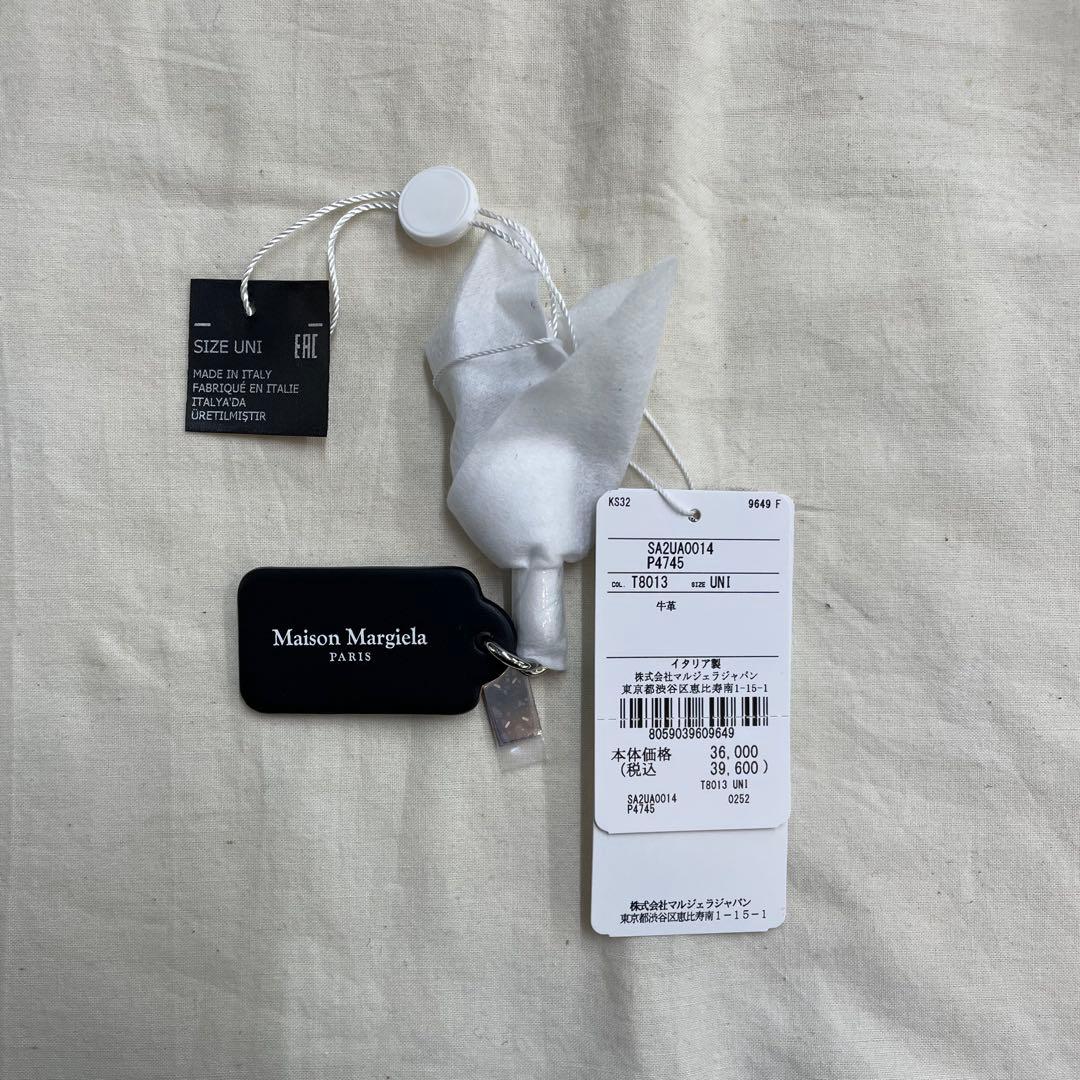 SIZE UNI
EAC
MADE IN ITALY
FABRIQUÉ EN ITALIE
ITALYA'DA
ÜRETILMIŞTIR
Maison Margiela
PARIS
KS32 9649 F
SA2UA0014
P4745
COL. T8013 SIZE UNI
牛革
イタリア製
株式会社マルジェラジャパン
東京都渋谷区恵比寿南1-15-1
8059039609649
本体価格 36,000
(税込 39,600)
T8013 UNI
SA2UA0014 0252
P4745
株式会社マルジェラジャパン
東京都渋谷区恵比寿南1-15-1